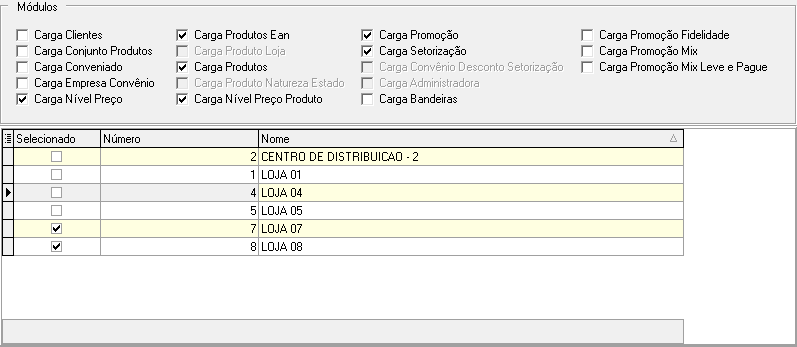 Módulos
Carga Clientes Carga Produtos Ean Carga Promoção Carga Promoção Fidelidade
Carga Conjunto Produtos Carga Produto Loja Carga Setorização Carga Promoção Mix
Carga Conveniado Carga Produtos Carga Convênio Desconto Setorização Carga Promoção Mix Leve e Pague
Carga Empresa Convênio Carga Produto Natureza Estado Carga Administradora
Carga Nível Preço Carga Nível Preço Produto Carga Bandeiras
Selecionado Número Nome
2 CENTRO DE DISTRIBUICAO - 2
1 LOJA 01
4 LOJA 04
5 LOJA 05
7 LOJA 07
8 LOJA 08